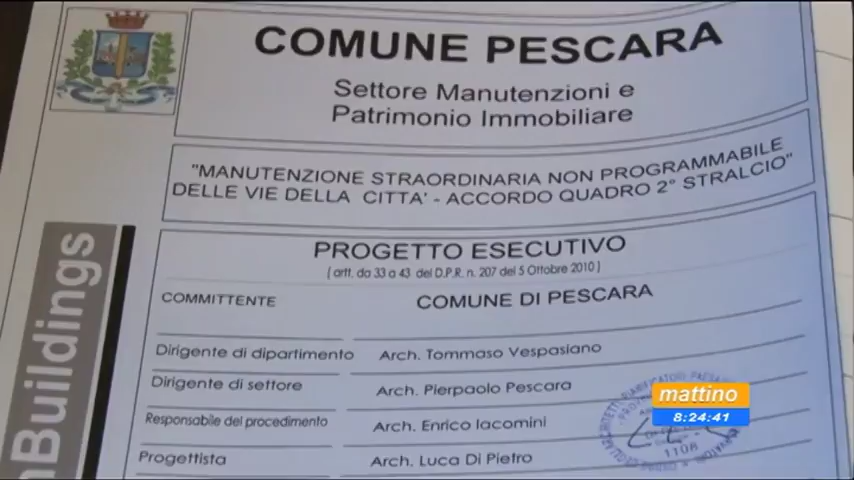 COMUNE PESCARA
Settore Manutenzioni e
Patrimonio Immobiliare
"MANUTENZIONE STRAORDINARIA NON PROGRAMMABILE
DELLE VIE DELLA CITTA' - ACCORDO QUADRO 2° STRALCIO"
PROGETTO ESECUTIVO
[ artt. da 33 a 43 del D.P.R. n. 207 del 5 Ottobre 2010 ]
COMMITTENTE COMUNE DI PESCARA
Dirigente di dipartimento Arch. Tommaso Vespasiano
Dirigente di settore Arch. Pierpaolo Pescara
Responsabile del procedimento Arch. Enrico Iacomini
Progettista Arch. Luca Di Pietro
nBuildings
1108
mattino
8:24:41